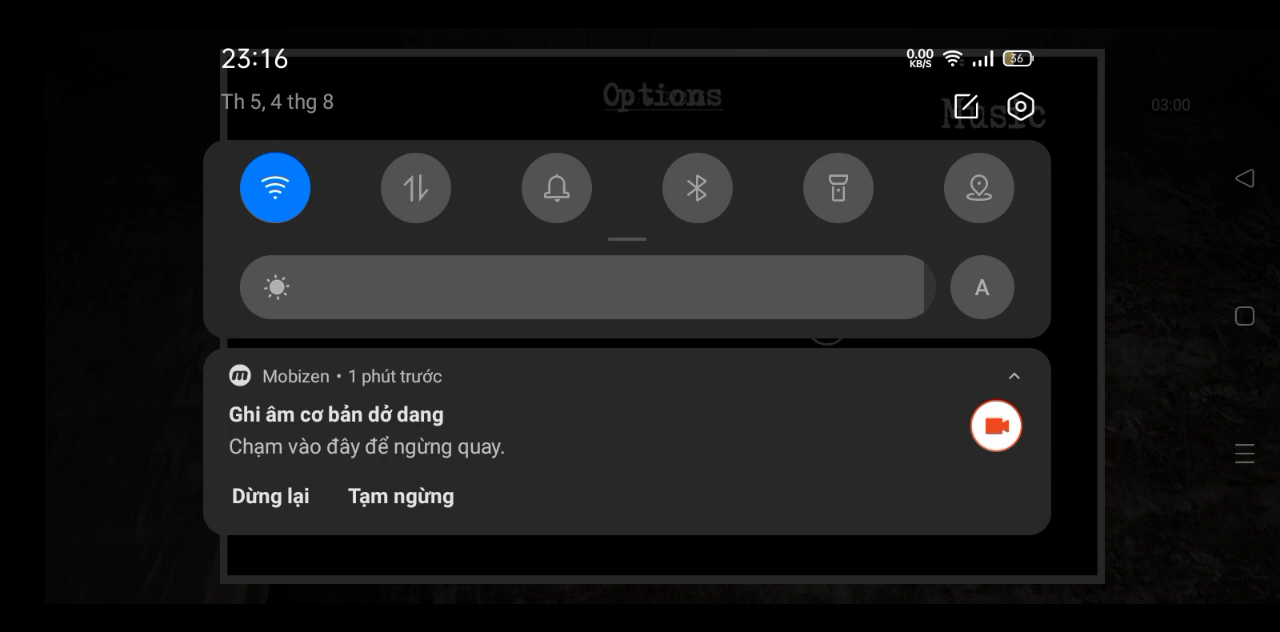 23:16
0.00
KB/S
36
Th 5, 4 thg 8
Options
Music
03:00
A
Mobizen • 1 phút trước
Ghi âm cơ bản dở dang
Chạm vào đây để ngừng quay.
Dừng lại Tạm ngừng